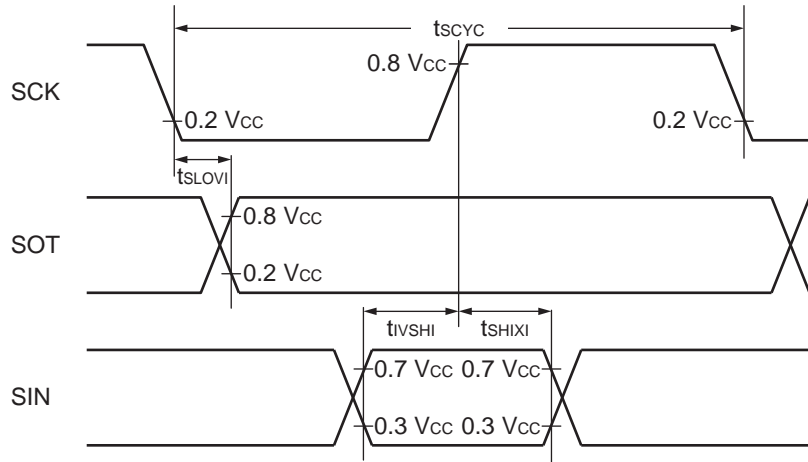 tSCYC
0.8 VCC
SCK
0.2 VCC
0.2 VCC
tSLOVI
0.8 VCC
SOT
0.2 VCC
tIVSHI
tSHIXI
0.7 VCC
0.7 VCC
SIN
0.3 VCC
0.3 VCC